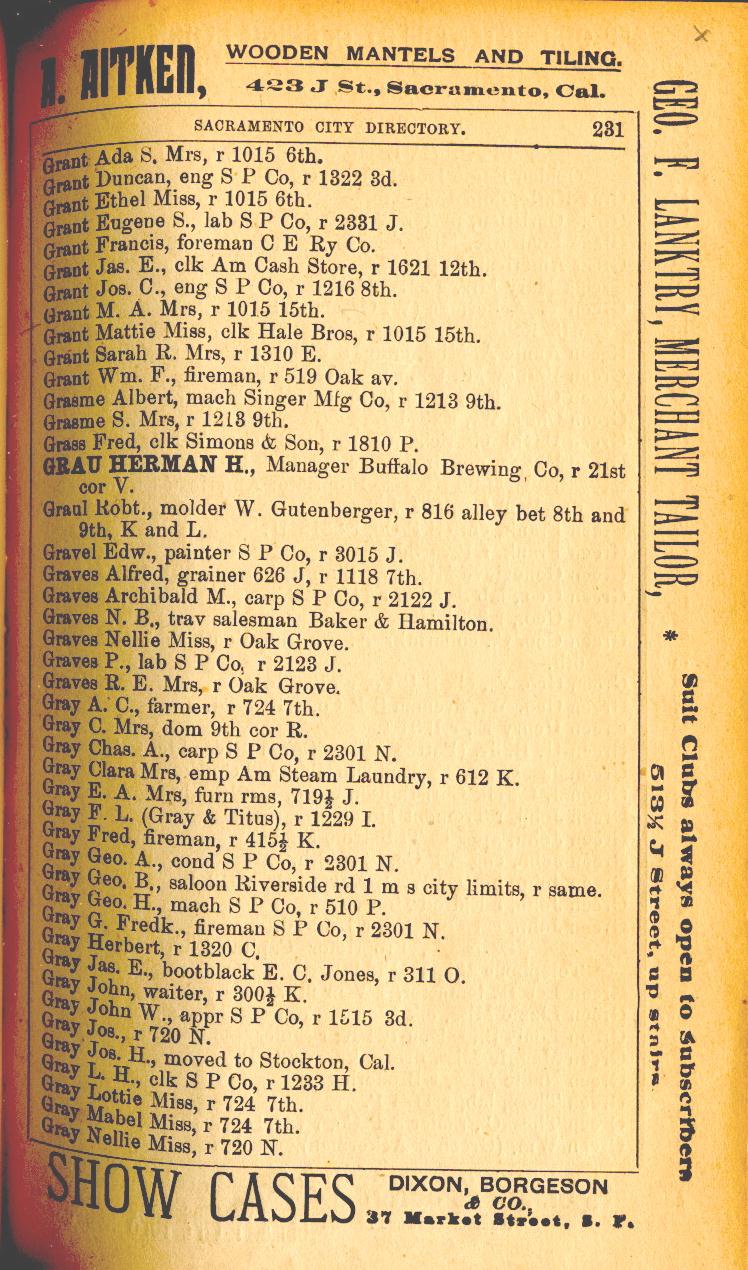 A. AITKEN,
WOODEN MANTELS AND TILING.
423 J St., Sacramento, Cal.
SACRAMENTO CITY DIRECTORY. 231
Grant Ada S. Mrs, r 1015 6th.
Grant Duncan, eng S P Co, r 1322 3d.
Grant Ethel Miss, r 1015 6th.
Grant Eugene S., lab S P Co, r 2331 J.
Grant Francis, foreman C E Ry Co.
Grant Jas. E., clk Am Cash Store, r 1621 12th.
Grant Jos. C., eng S P Co, r 1216 8th.
Grant M. A. Mrs, r 1015 15th.
Grant Mattie Miss, clk Hale Bros, r 1015 15th.
Grant Sarah R. Mrs, r 1310 E.
Grant Wm. F., fireman, r 519 Oak av.
Grasme Albert, mach Singer Mfg Co, r 1213 9th.
Grasme S. Mrs, r 1213 9th.
Grass Fred, clk Simons & Son, r 1810 P.
GRAU HERMAN H., Manager Buffalo Brewing Co, r 21st
cor V.
Graul Robt., molder W. Gutenberger, r 816 alley bet 8th and
9th, K and L.
Gravel Edw., painter S P Co, r 3015 J.
Graves Alfred, grainer 626 J, r 1118 7th.
Graves Archibald M., carp S P Co, r 2122 J.
Graves N. B., trav salesman Baker & Hamilton.
Graves Nellie Miss, r Oak Grove.
Graves P., lab S P Co, r 2123 J.
Graves R. E. Mrs, r Oak Grove.
Gray A. C., farmer, r 724 7th.
Gray C. Mrs, dom 9th cor R.
Gray Chas. A., carp S P Co, r 2301 N.
Gray Clara Mrs, emp Am Steam Laundry, r 612 K.
Gray E. A. Mrs, furn rms, 719½ J.
Gray F. L. (Gray & Titus), r 1229 I.
Gray Fred, fireman, r 415½ K.
Gray Geo. A., cond S P Co, r 2301 N.
Gray Geo. B., saloon Riverside rd 1 m s city limits, r same.
Gray Geo. H., mach S P Co, r 510 P.
Gray G. Fredk., fireman S P Co, r 2301 N.
Gray Herbert, r 1320 C.
Gray Jas. E., bootblack E. C. Jones, r 311 O.
Gray John, waiter, r 300½ K.
Gray John W., appr S P Co, r 1515 3d.
Gray Jos., r 720 N.
Gray Jos. H., moved to Stockton, Cal.
Gray L. H., clk S P Co, r 1233 H.
Gray Lottie Miss, r 724 7th.
Gray Mabel Miss, r 724 7th.
Gray Nellie Miss, r 720 N.
SHOW CASES
DIXON, BORGESON
& CO.,
37 Market Street, S. F.
GEO. F. LANKTRY, MERCHANT TAILOR, *
Suit Clubs always open to Subscribers
513½ J Street, up stairs.